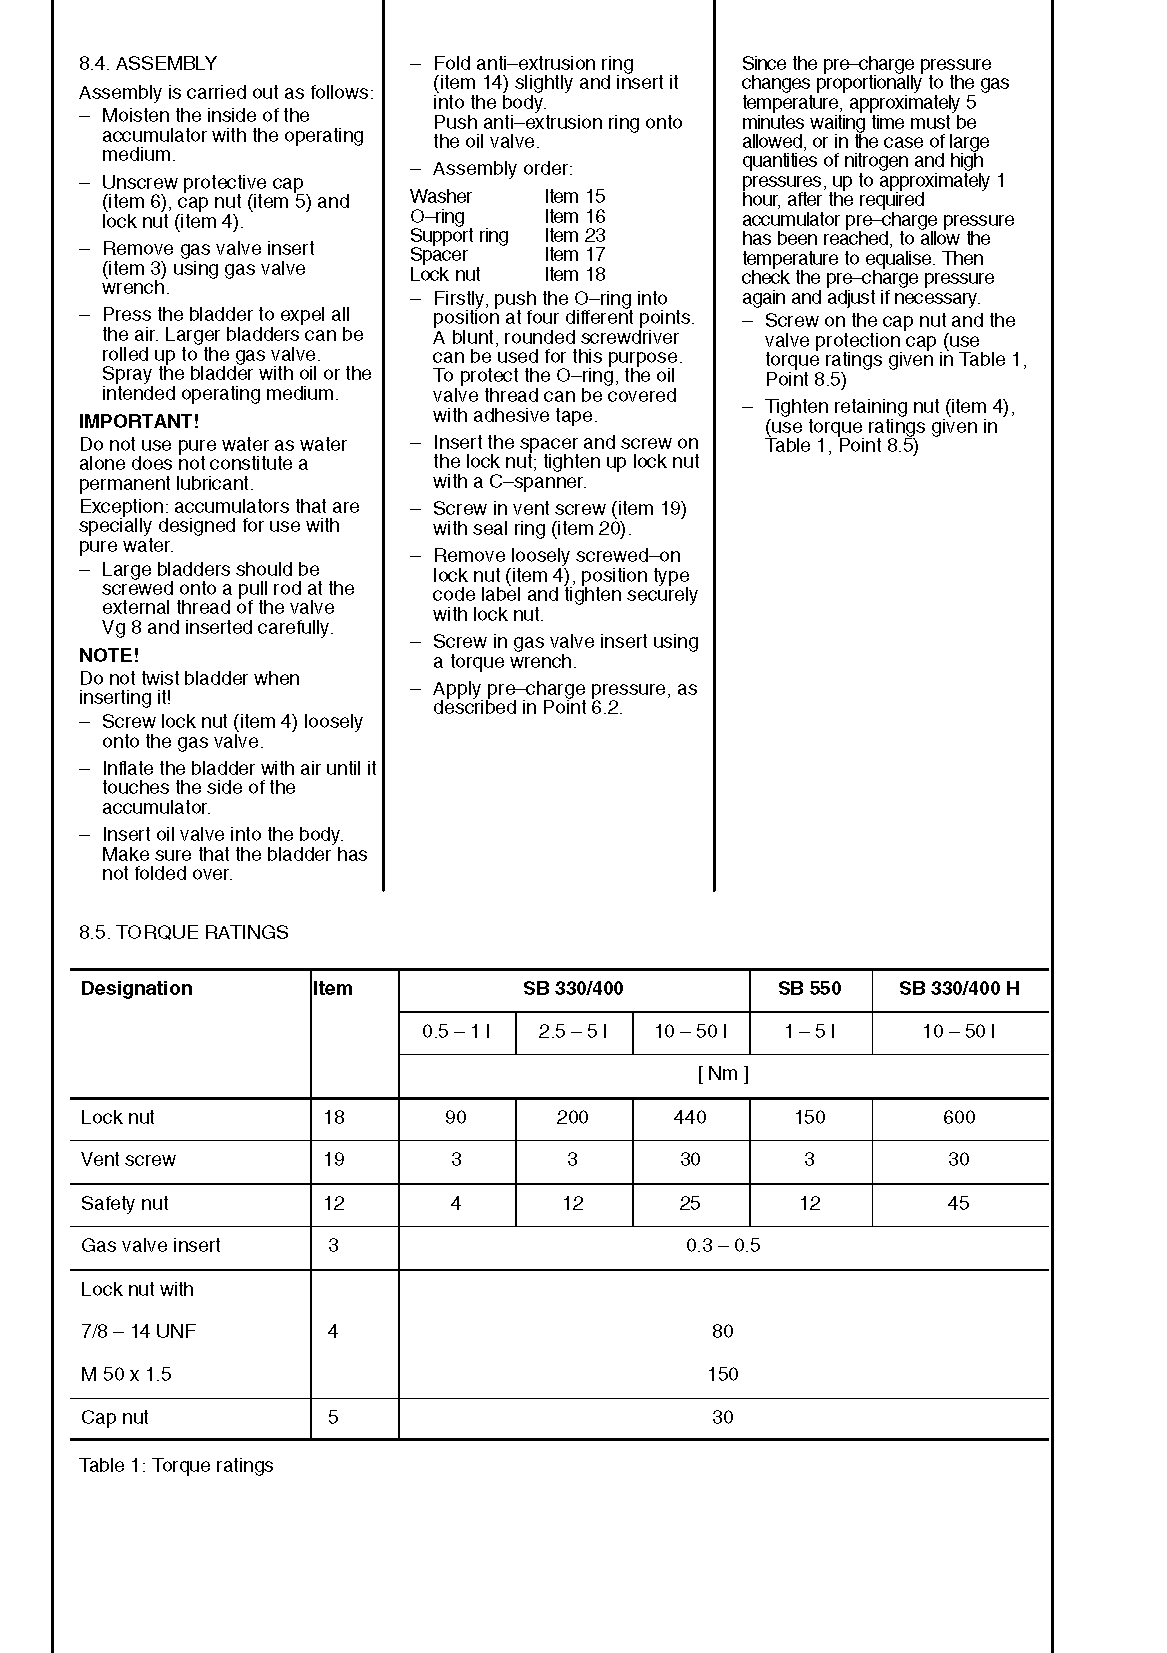 8.4. ASSEMBLY
Assembly is carried out as follows:
– Moisten the inside of the
accumulator with the operating
medium.
– Unscrew protective cap
(item 6), cap nut (item 5) and
lock nut (item 4).
– Remove gas valve insert
(item 3) using gas valve
wrench.
– Press the bladder to expel all
the air. Larger bladders can be
rolled up to the gas valve.
Spray the bladder with oil or the
intended operating medium.
IMPORTANT!
Do not use pure water as water
alone does not constitute a
permanent lubricant.
Exception: accumulators that are
specially designed for use with
pure water.
– Large bladders should be
screwed onto a pull rod at the
external thread of the valve
Vg 8 and inserted carefully.
NOTE!
Do not twist bladder when
inserting it!
– Screw lock nut (item 4) loosely
onto the gas valve.
– Inflate the bladder with air until it
touches the side of the
accumulator.
– Insert oil valve into the body.
Make sure that the bladder has
not folded over.
– Fold anti–extrusion ring
(item 14) slightly and insert it
into the body.
Push anti–extrusion ring onto
the oil valve.
– Assembly order:
Washer Item 15
O–ring Item 16
Support ring Item 23
Spacer Item 17
Lock nut Item 18
– Firstly, push the O–ring into
position at four different points.
A blunt, rounded screwdriver
can be used for this purpose.
To protect the O–ring, the oil
valve thread can be covered
with adhesive tape.
– Insert the spacer and screw on
the lock nut; tighten up lock nut
with a C–spanner.
– Screw in vent screw (item 19)
with seal ring (item 20).
– Remove loosely screwed–on
lock nut (item 4), position type
code label and tighten securely
with lock nut.
– Screw in gas valve insert using
a torque wrench.
– Apply pre–charge pressure, as
described in Point 6.2.
Since the pre–charge pressure
changes proportionally to the gas
temperature, approximately 5
minutes waiting time must be
allowed, or in the case of large
quantities of nitrogen and high
pressures, up to approximately 1
hour, after the required
accumulator pre–charge pressure
has been reached, to allow the
temperature to equalise. Then
check the pre–charge pressure
again and adjust if necessary.
– Screw on the cap nut and the
valve protection cap (use
torque ratings given in Table 1,
Point 8.5)
– Tighten retaining nut (item 4),
(use torque ratings given in
Table 1, Point 8.5)
8.5. TORQUE RATINGS
Designation Item SB 330/400 SB 550 SB 330/400 H
0.5 – 1 l 2.5 – 5 l 10 – 50 l 1 – 5 l 10 – 50 l
[ Nm ]
Lock nut 18 90 200 440 150 600
Vent screw 19 3 3 30 3 30
Safety nut 12 4 12 25 12 45
Gas valve insert 3 0.3 – 0.5
Lock nut with
7/8 – 14 UNF 4 80
M 50 x 1.5 150
Cap nut 5 30
Table 1: Torque ratings